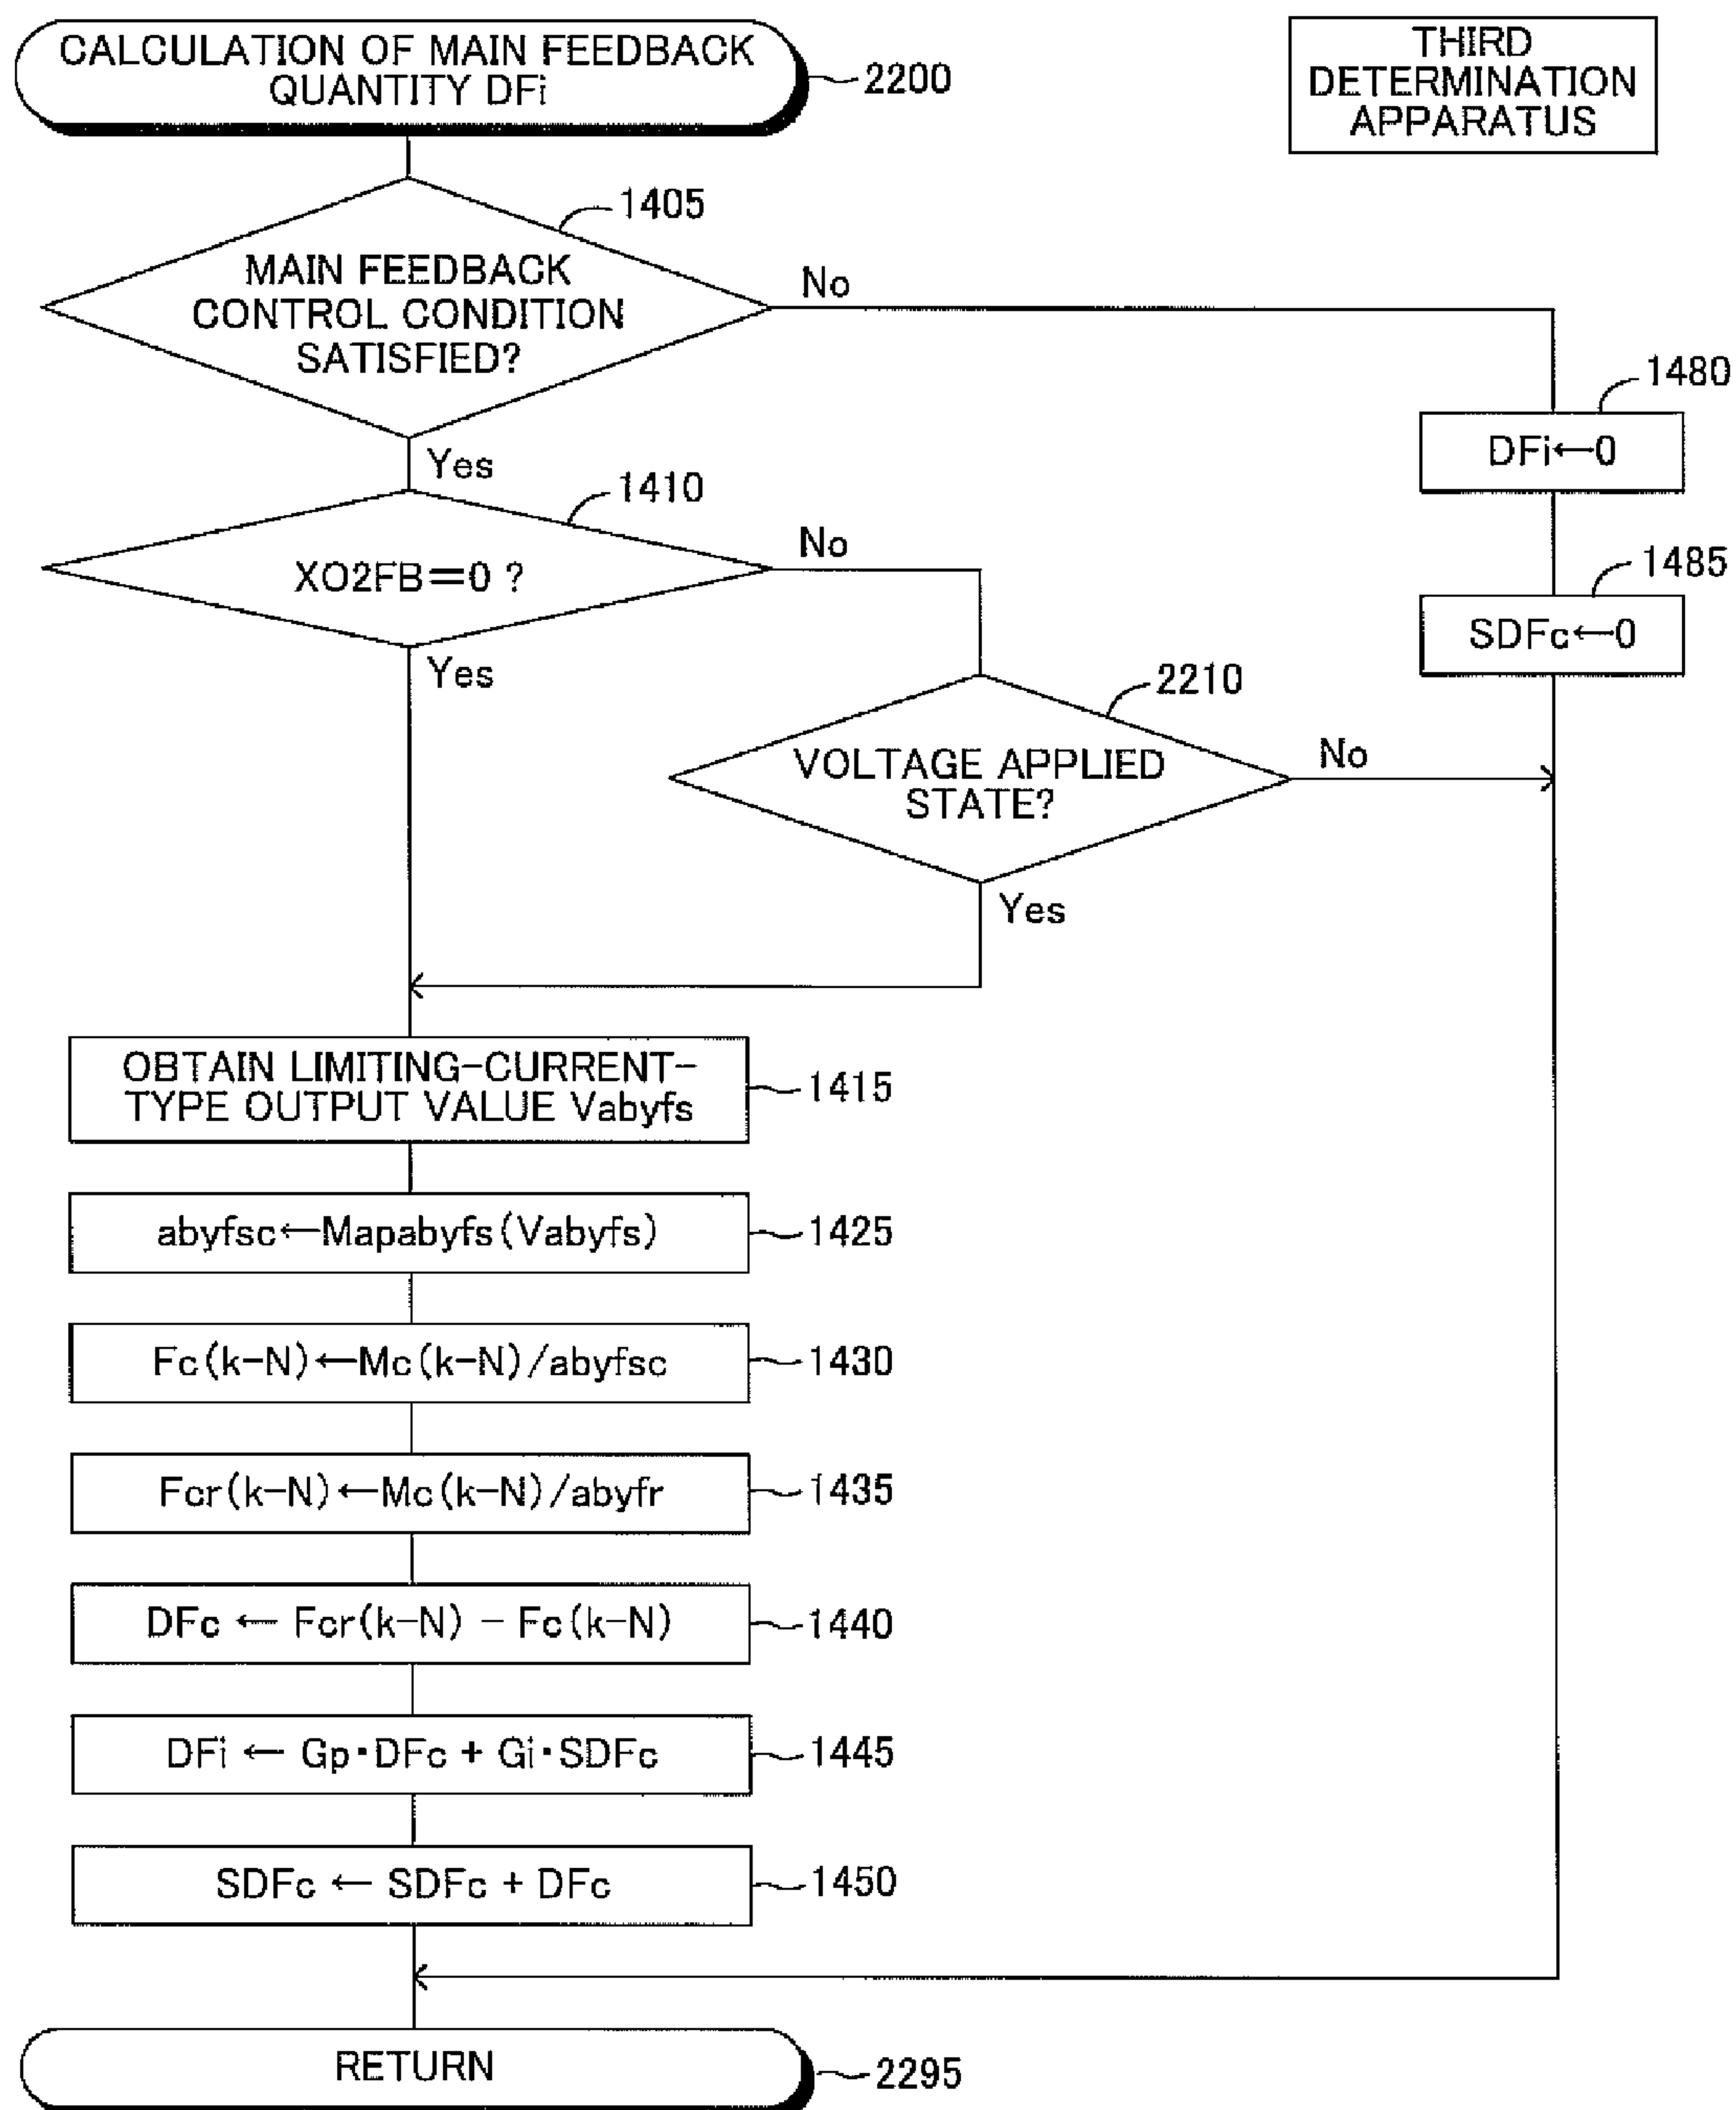 CALCULATION OF MAIN FEEDBACK
QUANTITY DFi
2200
THIRD
DETERMINATION
APPARATUS
1405
MAIN FEEDBACK
CONTROL CONDITION
SATISFIED?
No
Yes
1480
DFi←0
1410
XO2FB=0 ?
No
Yes
1485
SDFc←0
2210
VOLTAGE APPLIED
STATE?
No
Yes
OBTAIN LIMITING-CURRENT-
TYPE OUTPUT VALUE Vabyfs
1415
abyfsc←Mapabyfs(Vabyfs)
1425
Fc(k-N)←Mc(k-N)/abyfsc
1430
Fcr(k-N)←Mc(k-N)/abyfr
1435
DFc ← Fcr(k-N) - Fc(k-N)
1440
DFi ← Gp・DFc + Gi・SDFc
1445
SDFc ← SDFc + DFc
1450
RETURN
2295